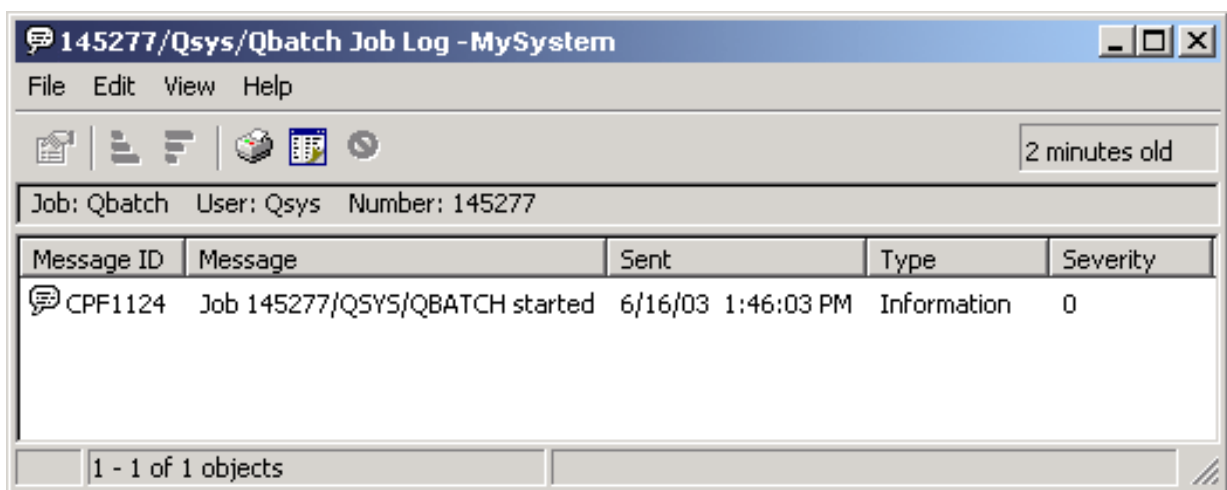 145277/Qsys/Qbatch Job Log -MySystem
File Edit View Help
2 minutes old
Job: Qbatch User: Qsys Number: 145277
Message ID Message Sent Type Severity
CPF1124 Job 145277/QSYS/QBATCH started 6/16/03 1:46:03 PM Information 0
1 - 1 of 1 objects